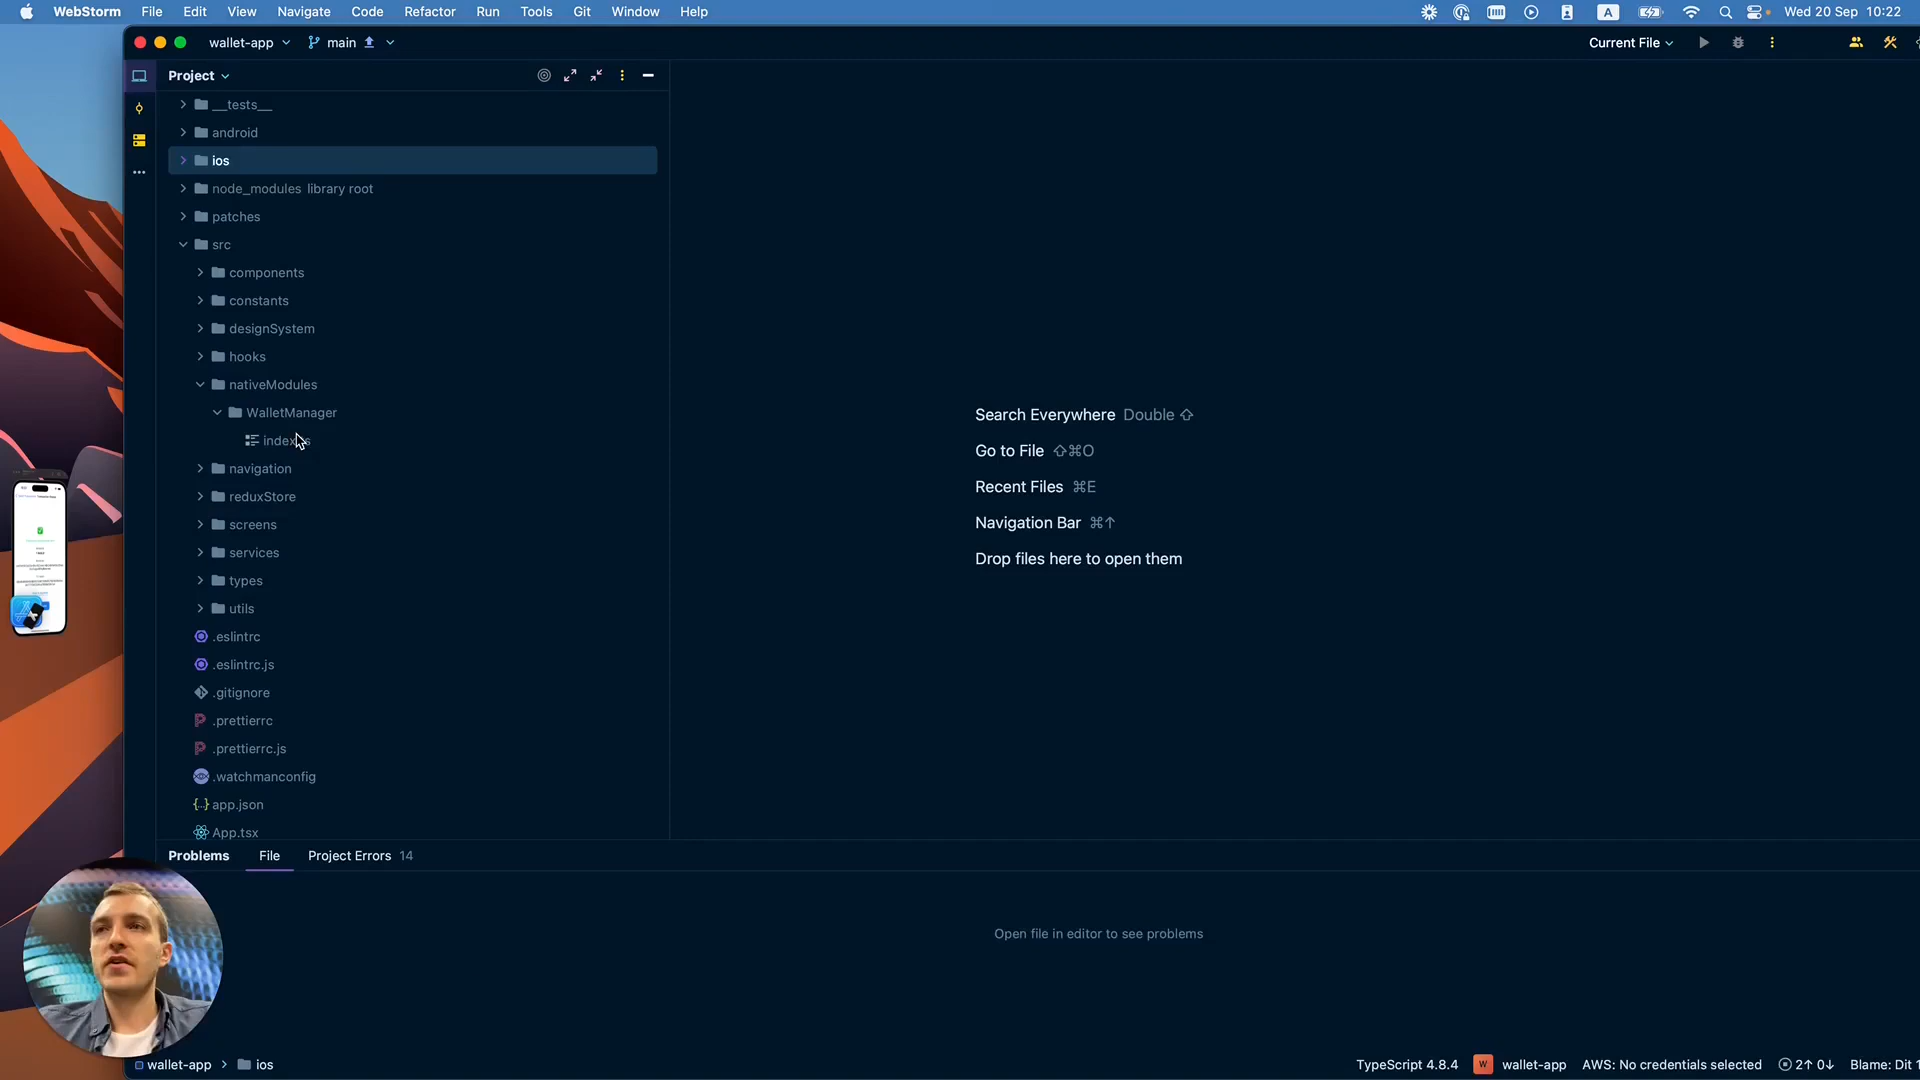 WebStorm File Edit View Navigate Code Refactor Run Tools Git Window Help A Wed 20 Sep 10:22
wallet-app main Current File
Project
__tests__
android
ios
node_modules library root
patches
src
components
constants
designSystem
hooks
nativeModules
WalletManager
navigation
reduxStore
screens
services
types
utils
.eslintrc
.eslintrc.js
.gitignore
.prettierrc
.prettierrc.js
.watchmanconfig
{..} app.json
App.tsx
Search Everywhere Double ⇧
Go to File ⇧⌘O
Recent Files ⌘E
Navigation Bar ⌘↑
Drop files here to open them
Problems File Project Errors 14
Open file in editor to see problems
wallet-app > ios TypeScript 4.8.4 W wallet-app AWS: No credentials selected 2↑ 0↓ Blame: Dit